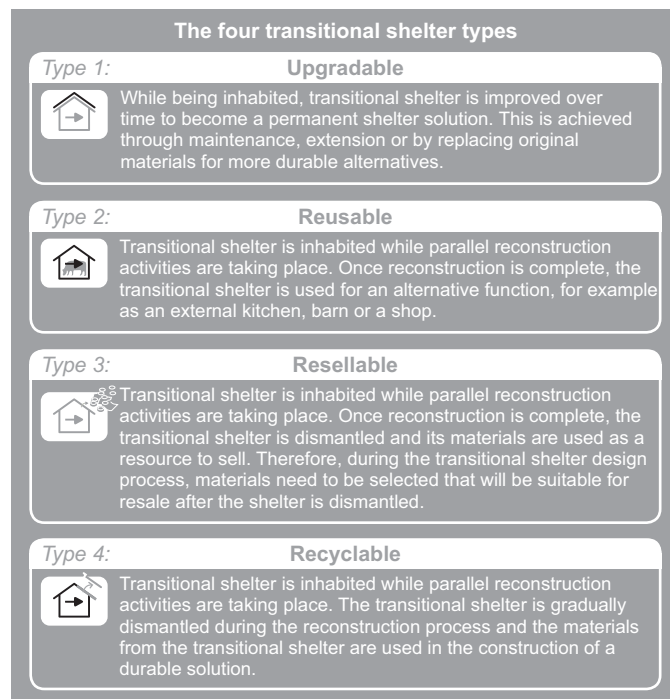 The four transitional shelter types
Type 1: Upgradable
While being inhabited, transitional shelter is improved over
time to become a permanent shelter solution. This is achieved
through maintenance, extension or by replacing original
materials for more durable alternatives.
Type 2: Reusable
Transitional shelter is inhabited while parallel reconstruction
activities are taking place. Once reconstruction is complete, the
transitional shelter is used for an alternative function, for example
as an external kitchen, barn or a shop.
Type 3: Resellable
Transitional shelter is inhabited while parallel reconstruction
activities are taking place. Once reconstruction is complete, the
transitional shelter is dismantled and its materials are used as a
resource to sell. Therefore, during the transitional shelter design
process, materials need to be selected that will be suitable for
resale after the shelter is dismantled.
Type 4: Recyclable
Transitional shelter is inhabited while parallel reconstruction
activities are taking place. The transitional shelter is gradually
dismantled during the reconstruction process and the materials
from the transitional shelter are used in the construction of a
durable solution.